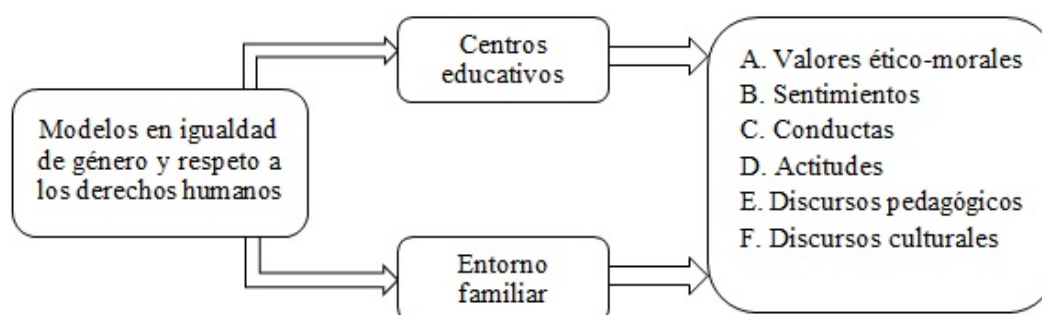 Modelos en igualdad
de género y respeto a
los derechos humanos
Centros
educativos
Entorno
familiar
A. Valores ético-morales
B. Sentimientos
C. Conductas
D. Actitudes
E. Discursos pedagógicos
F. Discursos culturales